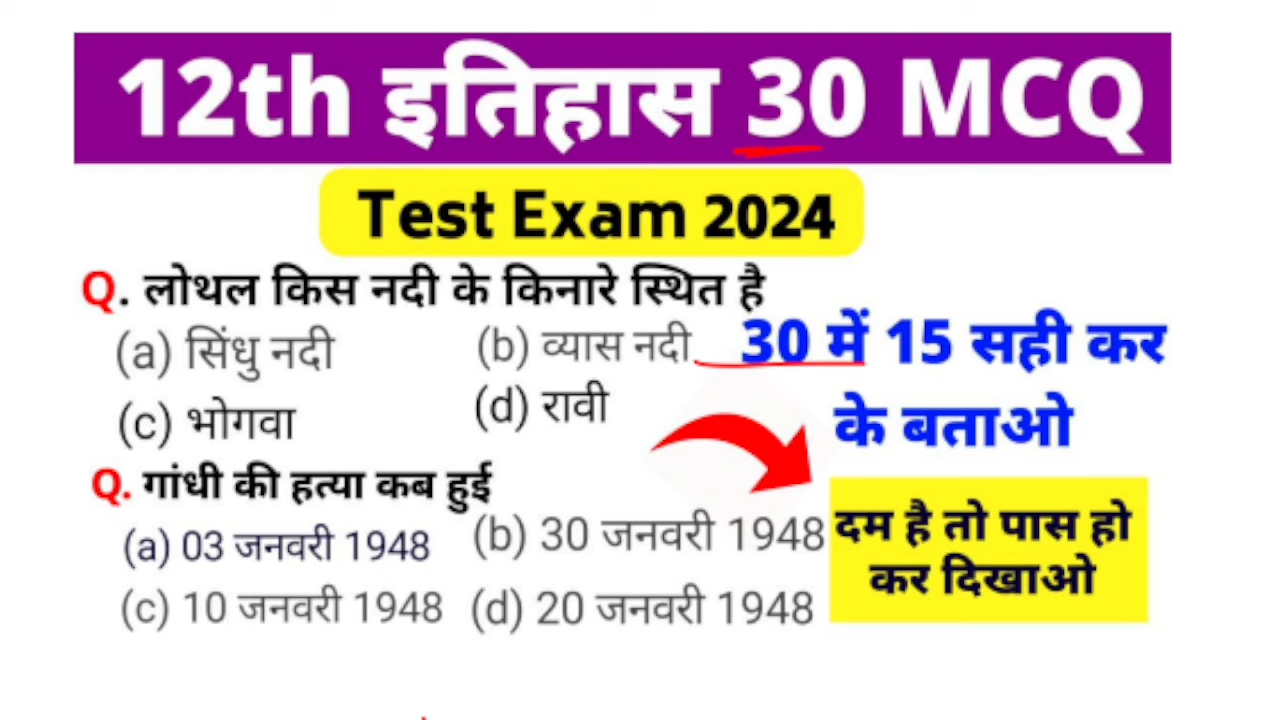 12th इतिहास 30 MCQ
Test Exam 2024
Q. लोथल किस नदी के किनारे स्थित है
(a) सिंधु नदी
(b) व्यास नदी
(c) भोगवा
(d) रावी
30 में 15 सही कर
के बताओ
Q. गांधी की हत्या कब हुई
(a) 03 जनवरी 1948
(b) 30 जनवरी 1948
(c) 10 जनवरी 1948
(d) 20 जनवरी 1948
दम है तो पास हो
कर दिखाओ